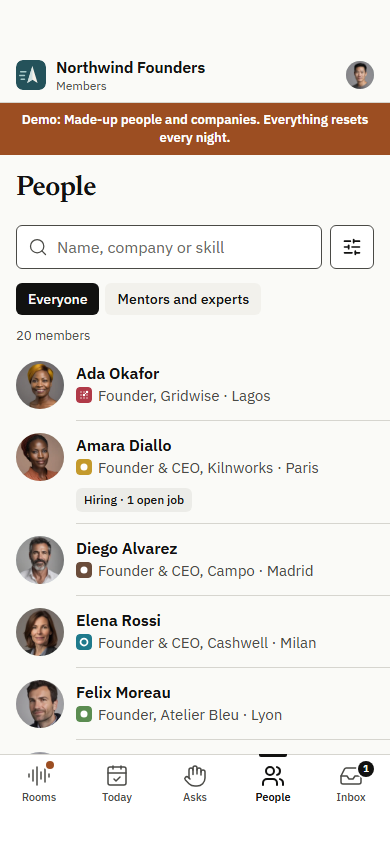 Northwind Founders
Members
Demo: Made-up people and companies. Everything resets
every night.
People
Name, company or skill
Everyone
Mentors and experts
20 members
Ada Okafor
Founder, Gridwise · Lagos
Amara Diallo
Founder & CEO, Kilnworks · Paris
Hiring · 1 open job
Diego Alvarez
Founder & CEO, Campo · Madrid
Elena Rossi
Founder & CEO, Cashwell · Milan
Felix Moreau
Founder, Atelier Bleu · Lyon
1
Rooms
Today
Asks
People
Inbox